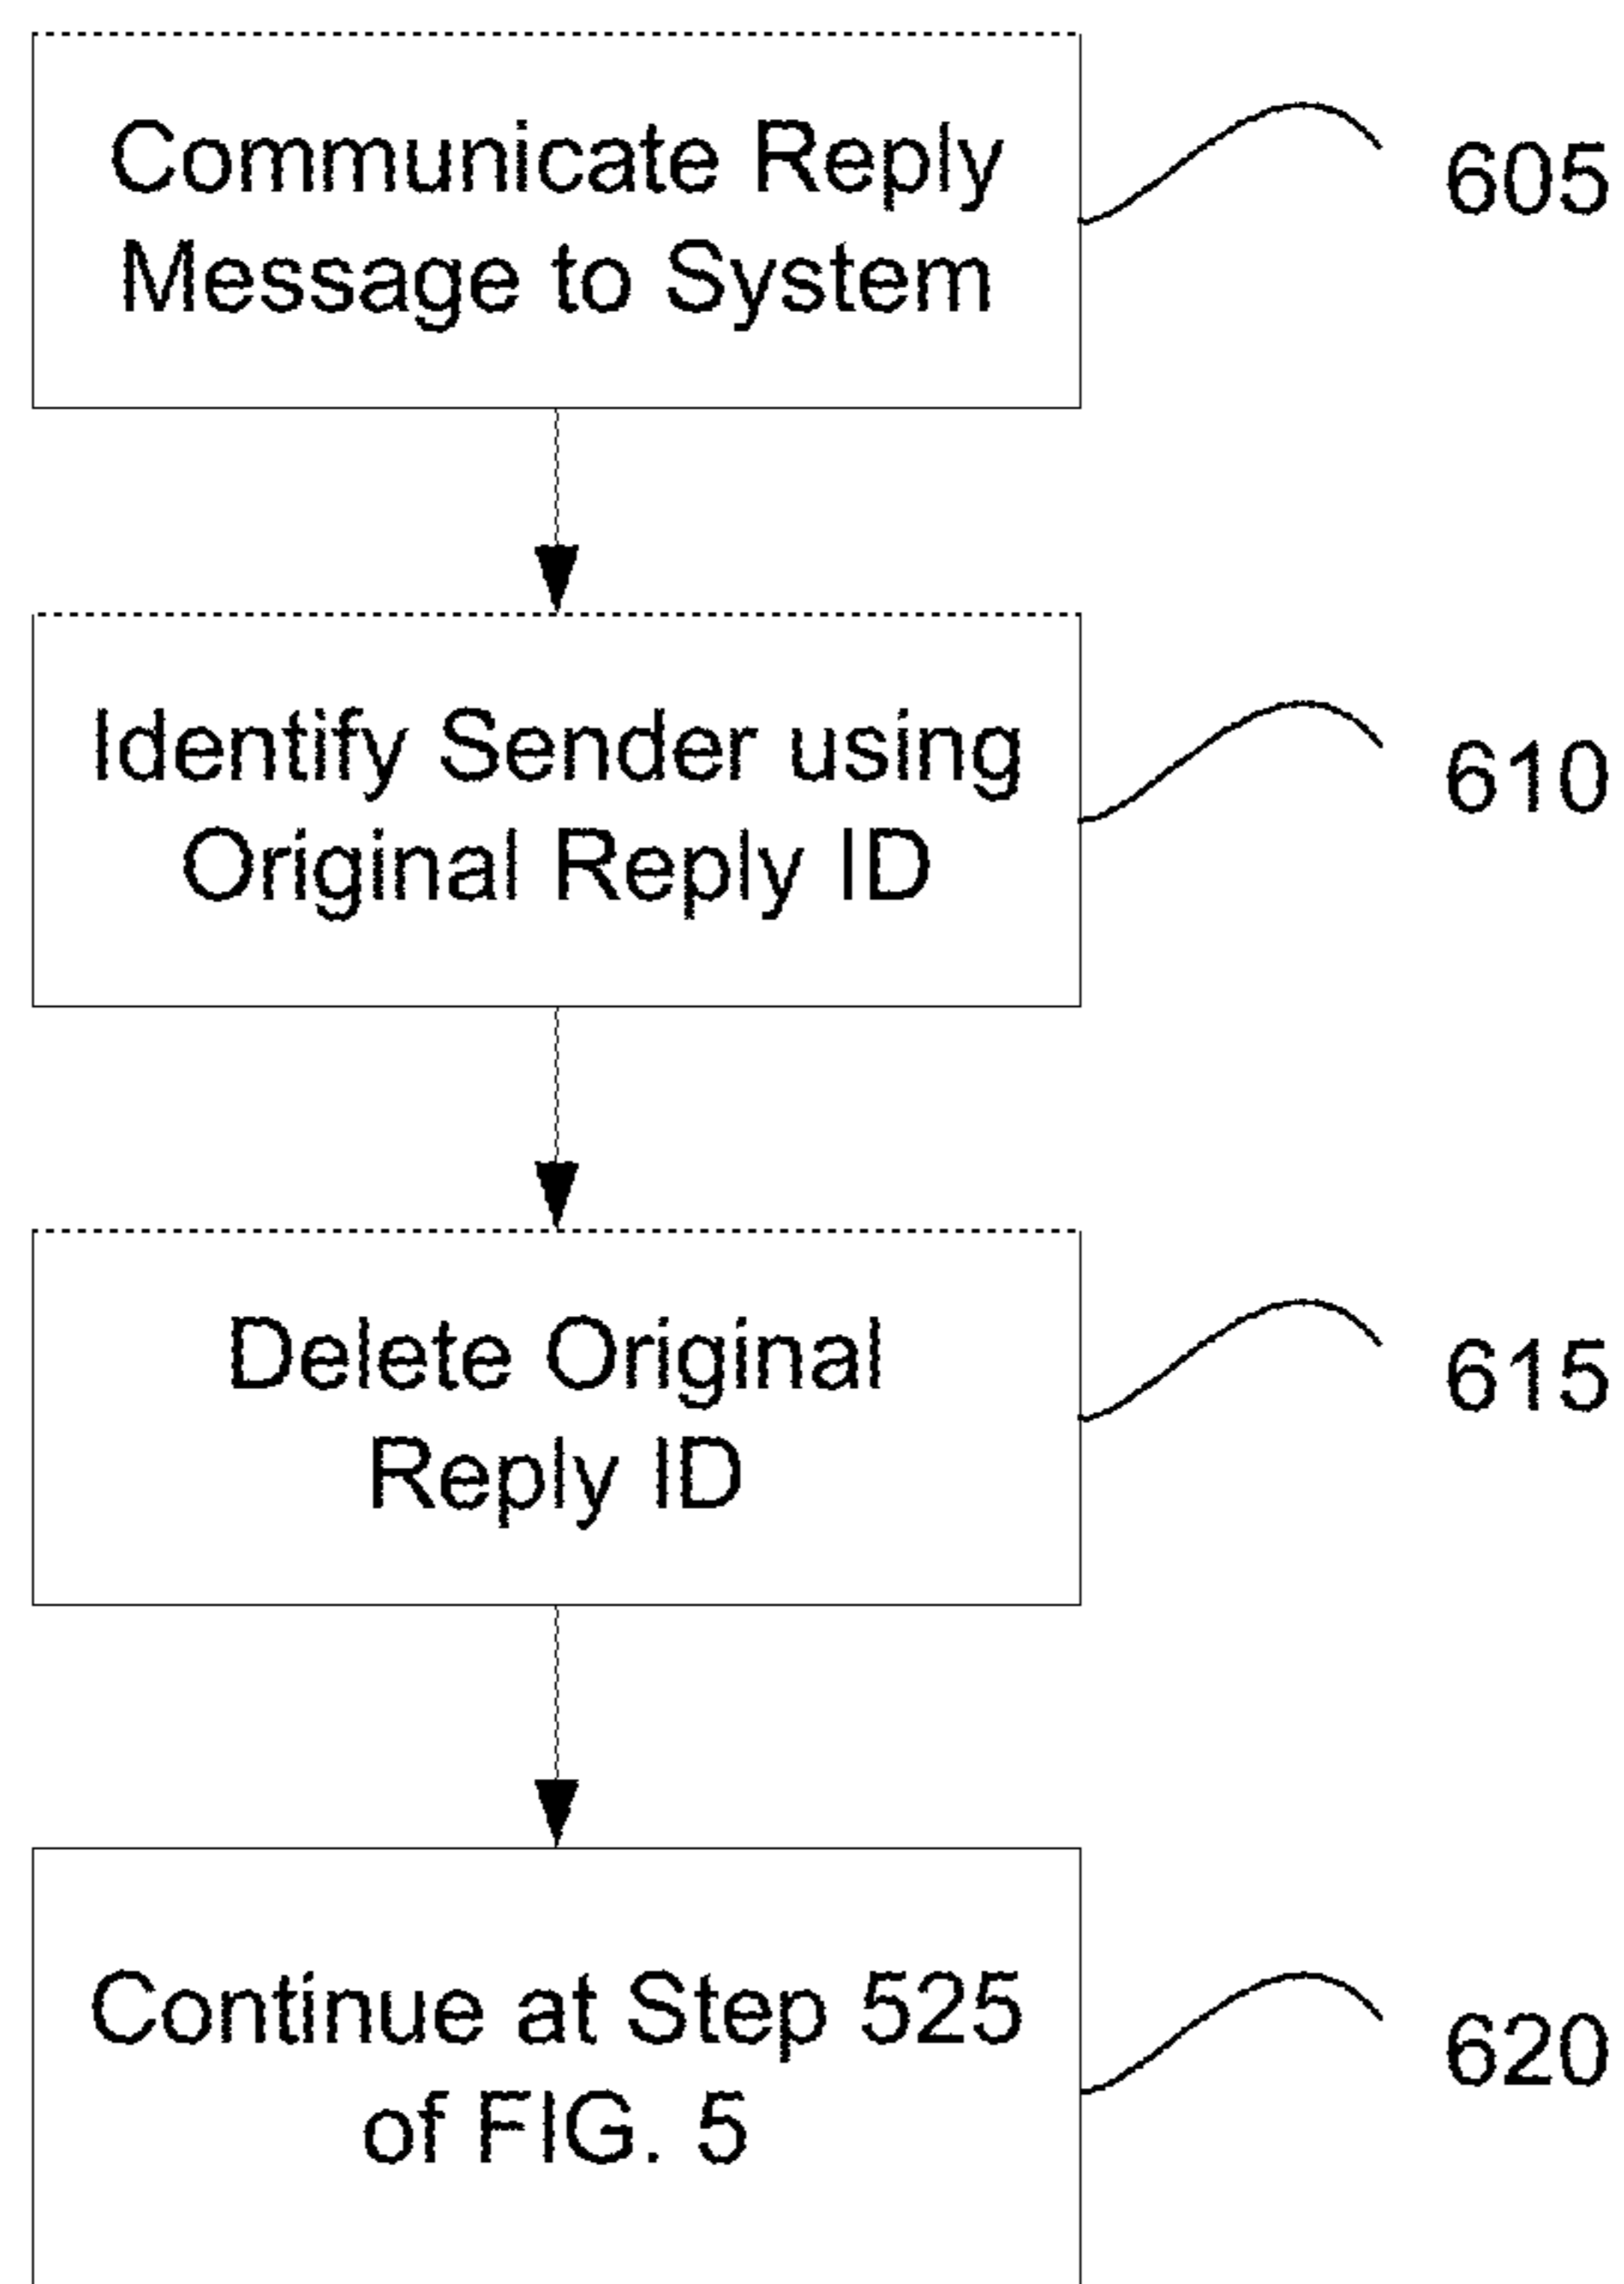 Communicate Reply
Message to System
605
Identify Sender using
Original Reply ID
610
Delete Original
Reply ID
615
Continue at Step 525
of FIG. 5
620